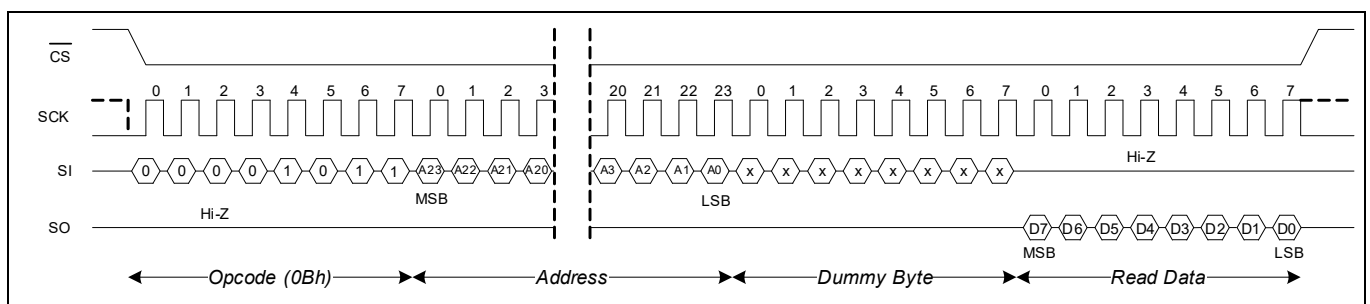 CS
0 1 2 3 4 5 6 7 0 1 2 3 20 21 22 23 0 1 2 3 4 5 6 7 0 1 2 3 4 5 6 7
SCK
Hi-Z
SI 0 0 0 0 1 0 1 1 A23 A22 A21 A20 A3 A2 A1 A0 x x x x x x x x
MSB LSB
Hi-Z
SO D7 D6 D5 D4 D3 D2 D1 D0
MSB LSB
Opcode (0Bh) Address Dummy Byte Read Data